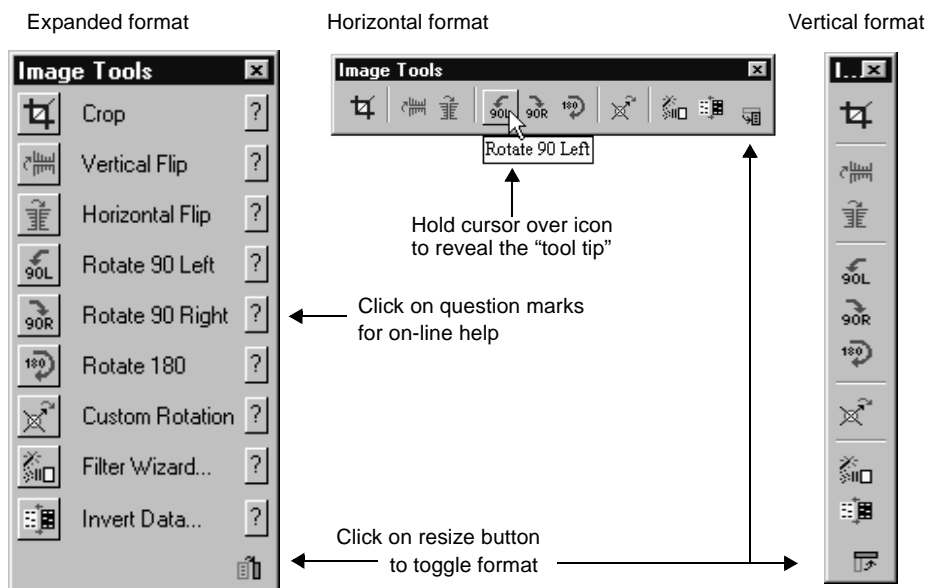 Expanded format
Horizontal format
Vertical format
Image Tools
Crop ?
Vertical Flip ?
Horizontal Flip ?
90L Rotate 90 Left ?
90R Rotate 90 Right ?
180 Rotate 180 ?
Custom Rotation ?
Filter Wizard... ?
Invert Data... ?
Image Tools
90L 90R 180
Rotate 90 Left
Hold cursor over icon
to reveal the “tool tip”
Click on question marks
for on-line help
Click on resize button
to toggle format
I...
90L
90R
180